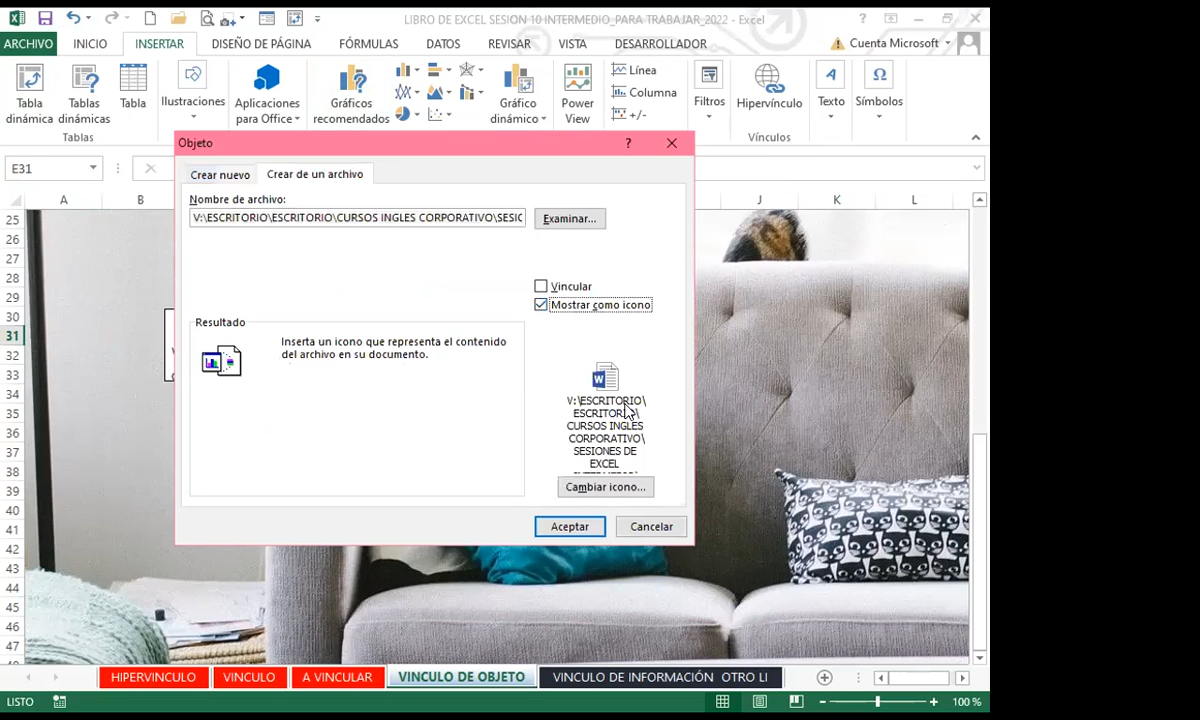 LIBRO DE EXCEL SESION 10 INTERMEDIO_PARA TRABAJAR_2022 - Excel
?
ARCHIVO INICIO INSERTAR DISEÑO DE PÁGINA FÓRMULAS DATOS REVISAR VISTA DESARROLLADOR Cuenta Microsoft
Tabla dinámica
Tablas dinámicas
Tabla
Ilustraciones
Aplicaciones para Office
Gráficos recomendados
Gráfico dinámico
Power View
Línea
Columna
+/-
Filtros
Hipervínculo
Texto
Símbolos
Tablas
Vínculos
E31
Objeto
?
Crear nuevo Crear de un archivo
Nombre de archivo:
V:\ESCRITORIO\ESCRITORIO\CURSOS INGLES CORPORATIVO\SESIC
Examinar...
Vincular
Mostrar como icono
Resultado
Inserta un icono que representa el contenido
del archivo en su documento.
V:\ESCRITORIO\
ESCRITORIO\
CURSOS INGLES
CORPORATIVO\
SESIONES DE
EXCEL
Cambiar icono...
Aceptar Cancelar
A B J K L
25
26
27
28
29
30
31
32
33
34
35
36
37
38
39
40
41
42
43
44
45
46
47
HIPERVINCULO VINCULO A VINCULAR VINCULO DE OBJETO VINCULO DE INFORMACIÓN OTRO LI
LISTO
100 %